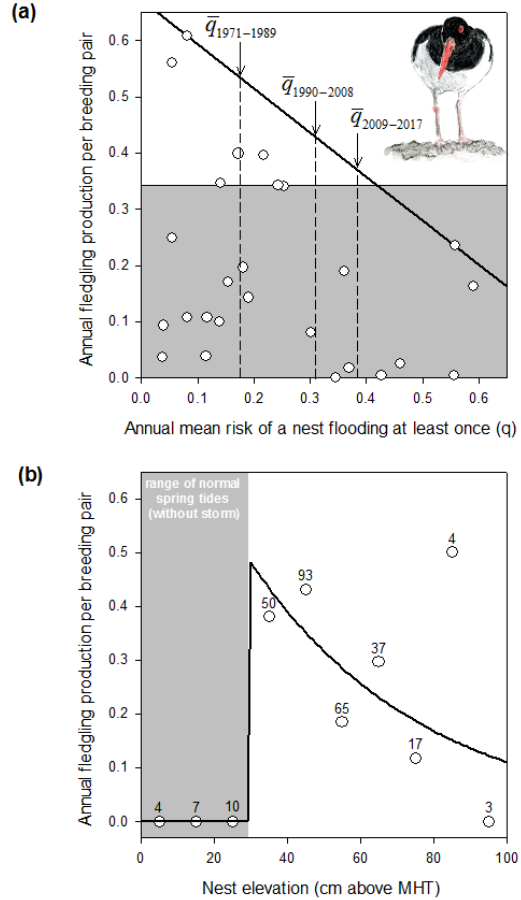 (a)
0.6
0.5
0.4
0.3
0.2
0.1
0.0
Annual fledgling production per breeding pair
q̅1971–1989
q̅1990–2008
q̅2009–2017
0.0 0.1 0.2 0.3 0.4 0.5 0.6
Annual mean risk of a nest flooding at least once (q)
(b)
range of normal
spring tides
(without storm)
0.6
0.5
0.4
0.3
0.2
0.1
0.0
Annual fledgling production per breeding pair
4
93
50
37
65
17
4 7 10
3
0 20 40 60 80 100
Nest elevation (cm above MHT)